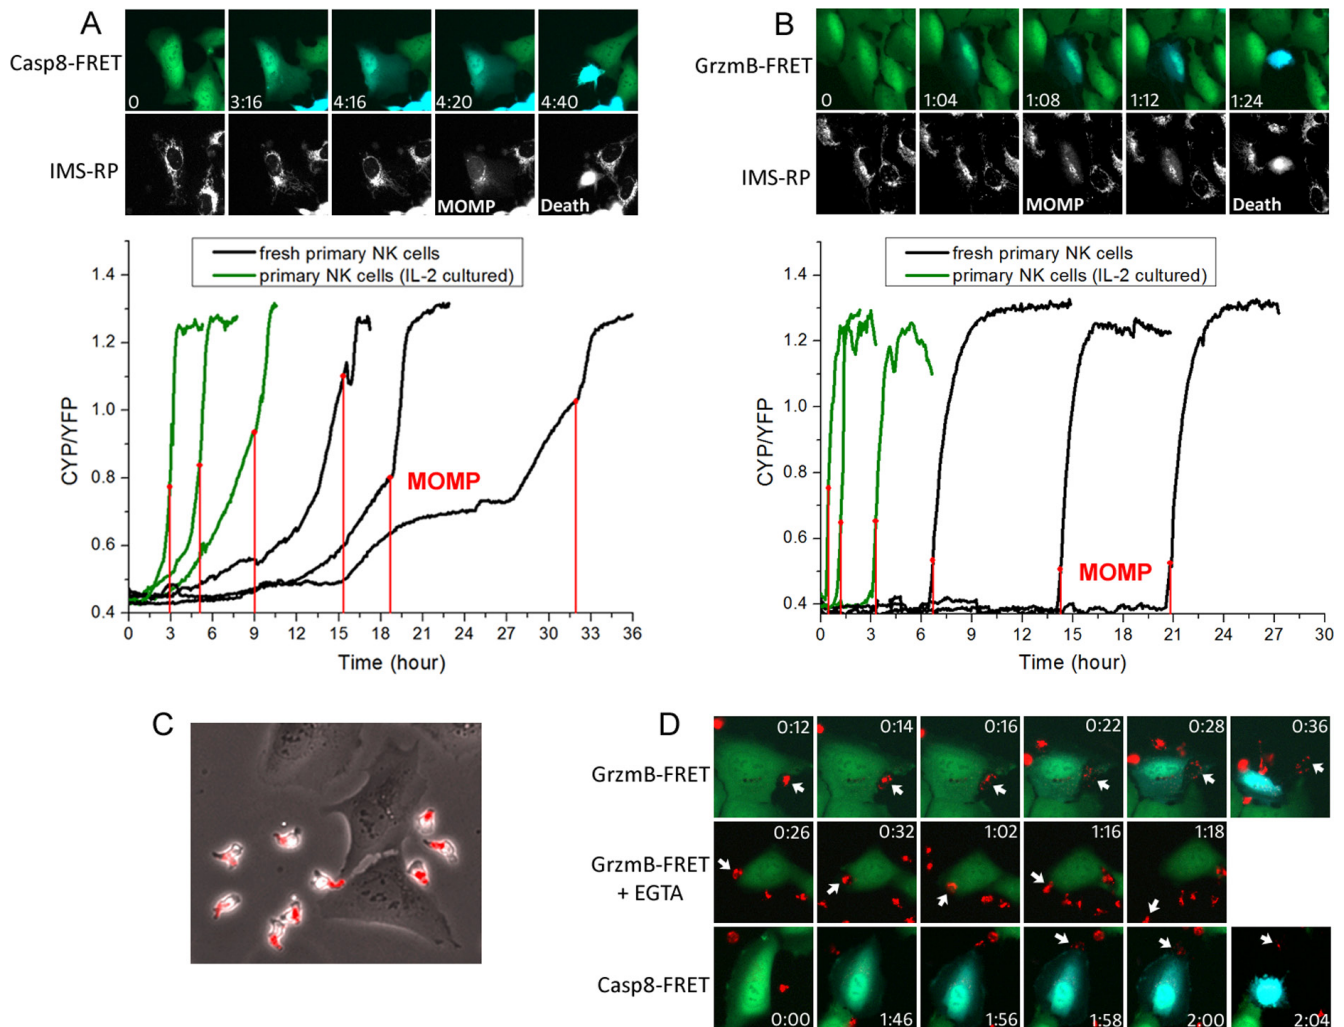 A
Casp8-FRET
0
3:16
4:16
4:20
4:40
IMS-RP
MOMP
Death
fresh primary NK cells
primary NK cells (IL-2 cultured)
1.4
1.2
1.0
0.8
0.6
0.4
CYP/YFP
MOMP
0
3
6
9
12
15
18
21
24
27
30
33
36
Time (hour)
B
GrzmB-FRET
0
1:04
1:08
1:12
1:24
IMS-RP
MOMP
Death
fresh primary NK cells
primary NK cells (IL-2 cultured)
1.4
1.2
1.0
0.8
0.6
0.4
CYP/YFP
MOMP
0
3
6
9
12
15
18
21
24
27
30
Time (hour)
C
D
GrzmB-FRET
0:12
0:14
0:16
0:22
0:28
0:36
GrzmB-FRET
+ EGTA
0:26
0:32
1:02
1:16
1:18
Casp8-FRET
0:00
1:46
1:56
1:58
2:00
2:04